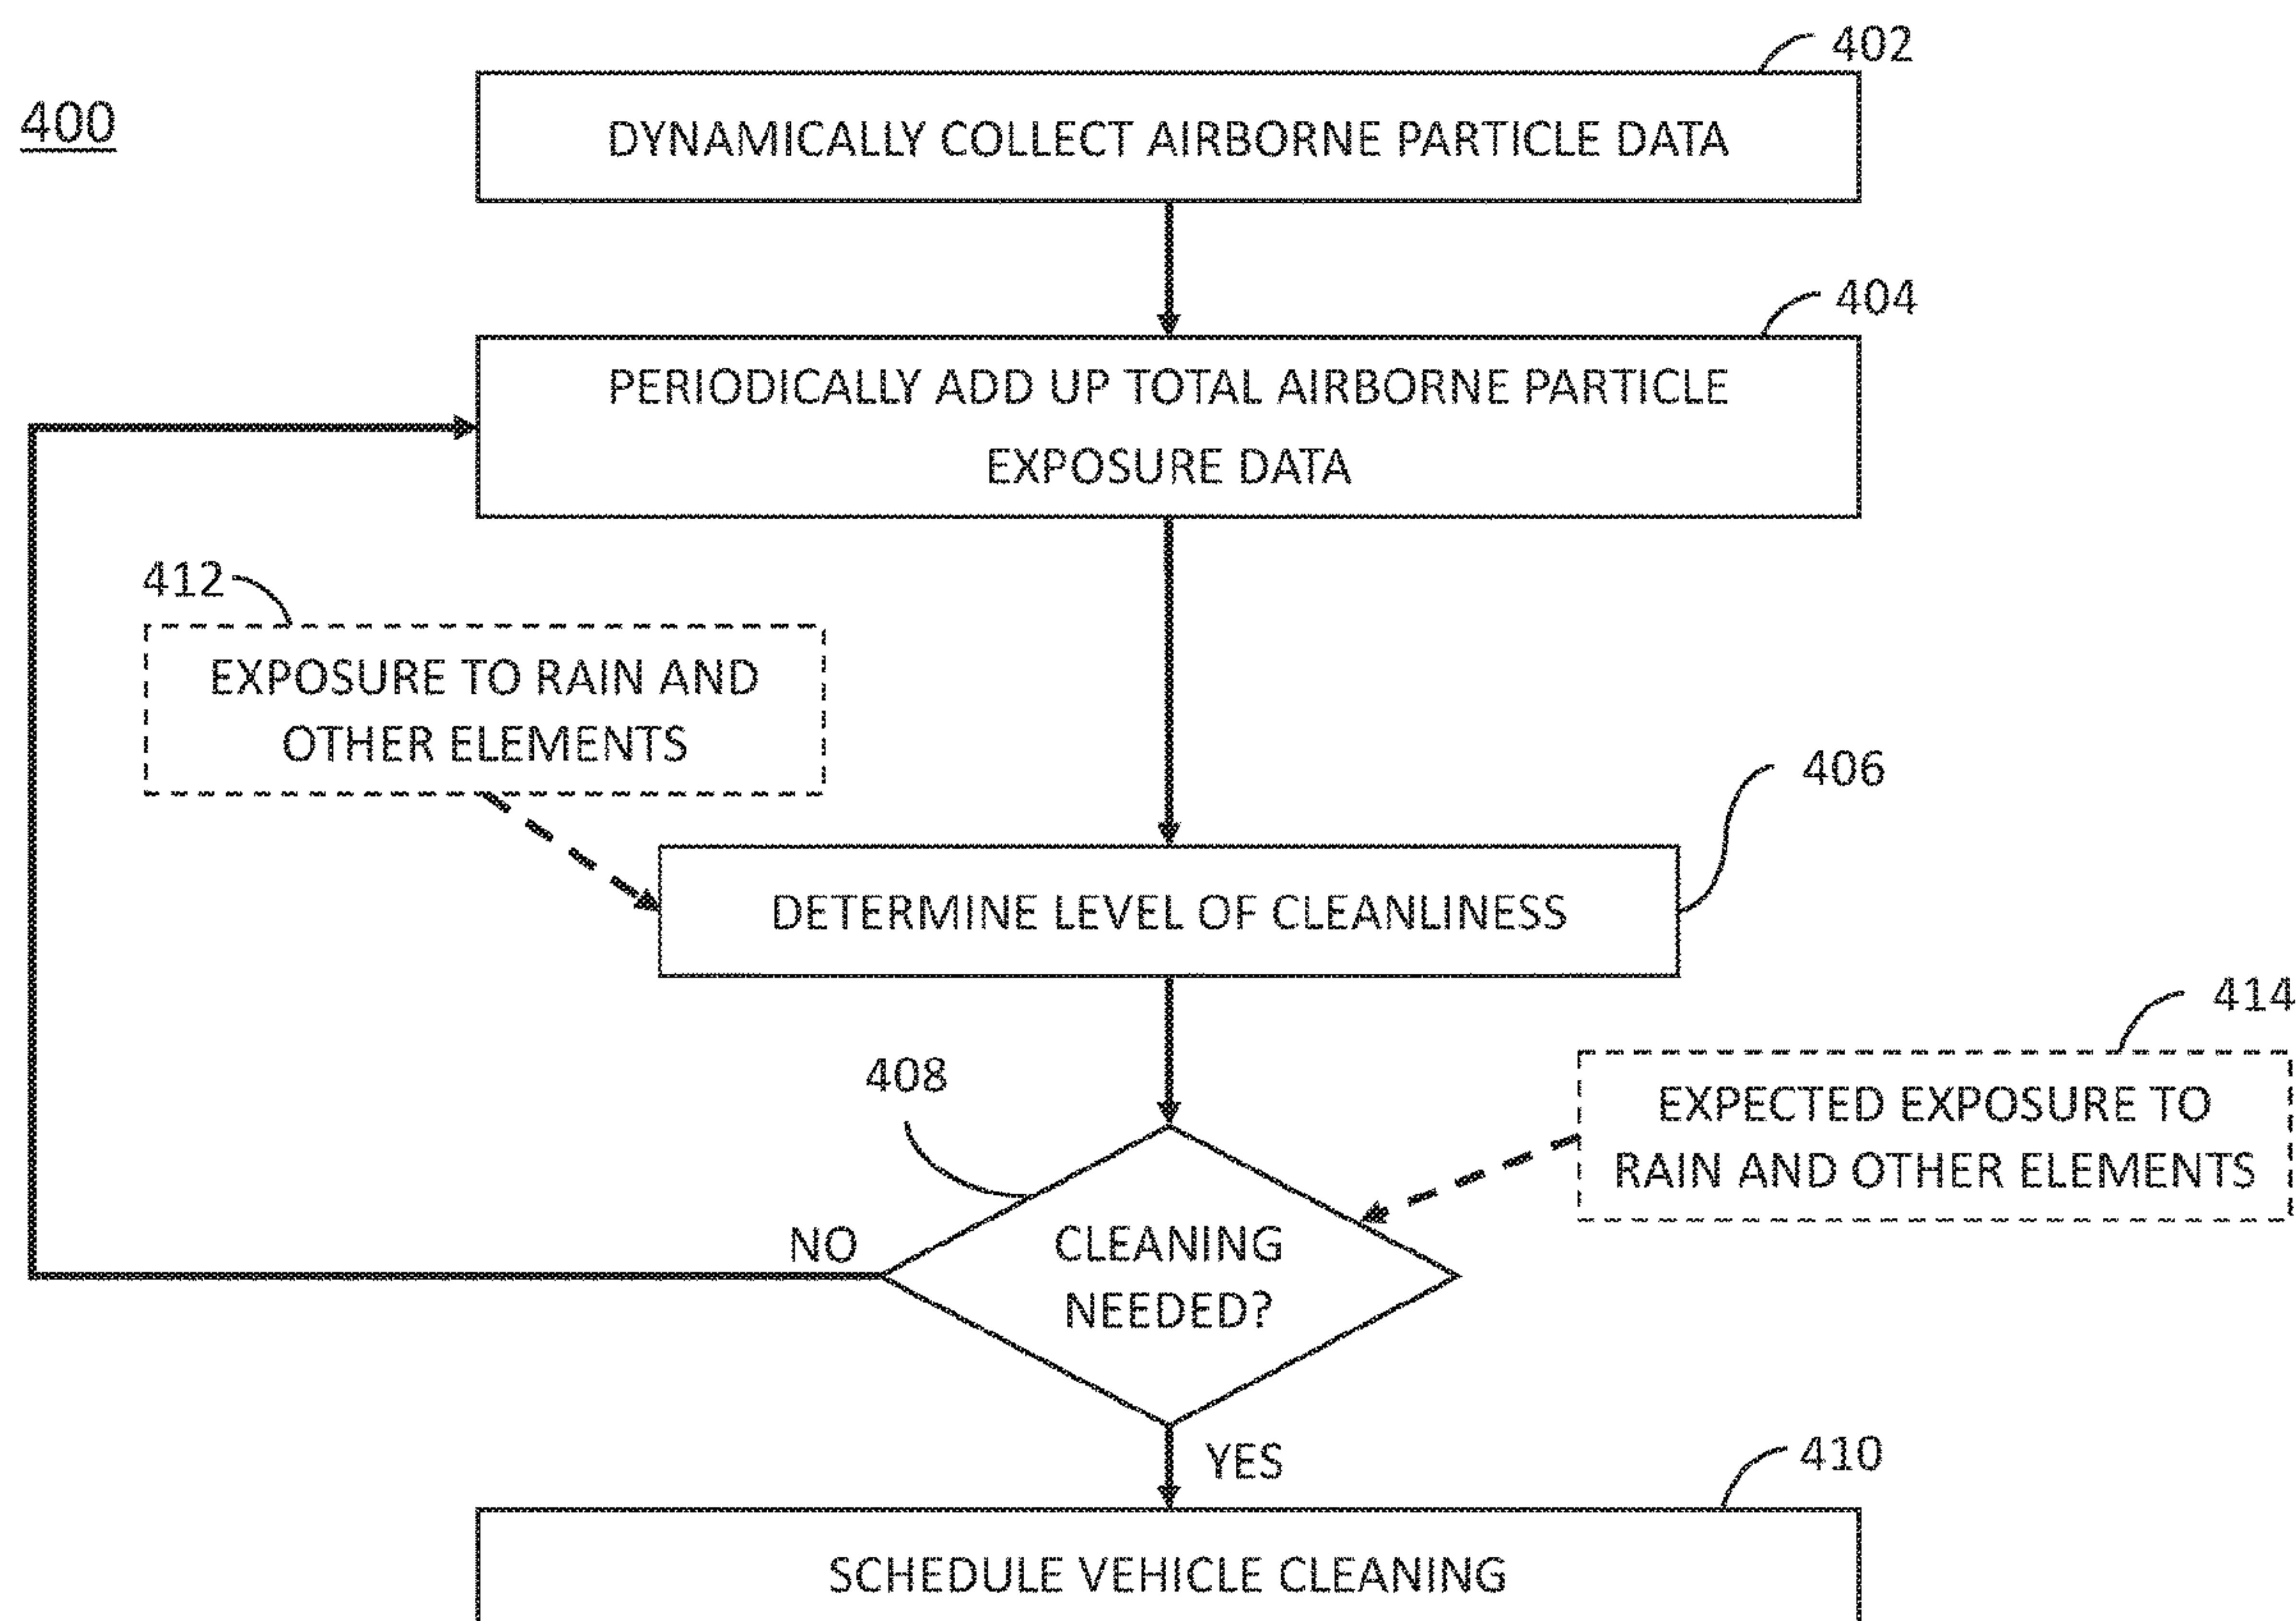 402
400
DYNAMICALLY COLLECT AIRBORNE PARTICLE DATA
404
PERIODICALLY ADD UP TOTAL AIRBORNE PARTICLE
EXPOSURE DATA
412
EXPOSURE TO RAIN AND
OTHER ELEMENTS
406
DETERMINE LEVEL OF CLEANLINESS
414
408
EXPECTED EXPOSURE TO
RAIN AND OTHER ELEMENTS
NO
CLEANING
NEEDED?
YES
410
SCHEDULE VEHICLE CLEANING